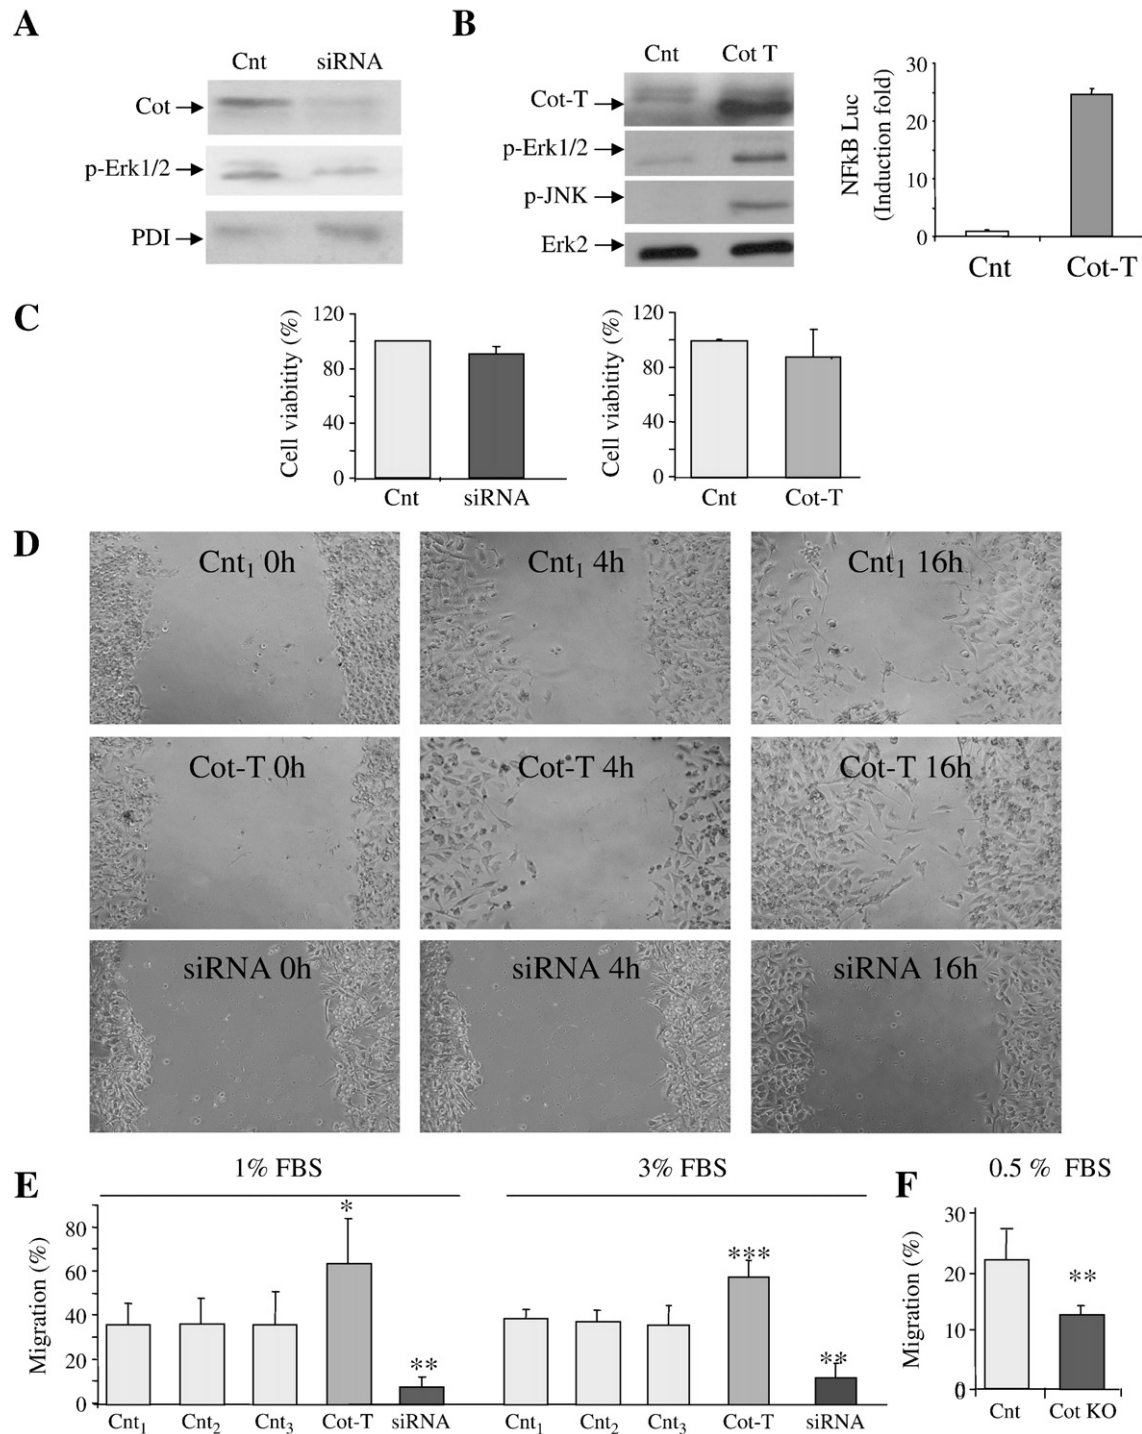 A
Cnt siRNA
Cot
p-Erk1/2
PDI
B
Cnt Cot T
Cot-T
p-Erk1/2
p-JNK
Erk2
NFkB Luc
(Induction fold)
30
20
10
0
Cnt Cot-T
C
Cell viabitity (%)
120
80
40
0
Cnt siRNA
Cell viabitity (%)
120
80
40
0
Cnt Cot-T
D
Cnt₁ 0h Cnt₁ 4h Cnt₁ 16h
Cot-T 0h Cot-T 4h Cot-T 16h
siRNA 0h siRNA 4h siRNA 16h
E
1% FBS 3% FBS
Migration (%)
80
60
40
20
0
* ** *** **
Cnt₁ Cnt₂ Cnt₃ Cot-T siRNA Cnt₁ Cnt₂ Cnt₃ Cot-T siRNA
F
0.5 % FBS
Migration (%)
30
20
10
0
**
Cnt Cot KO